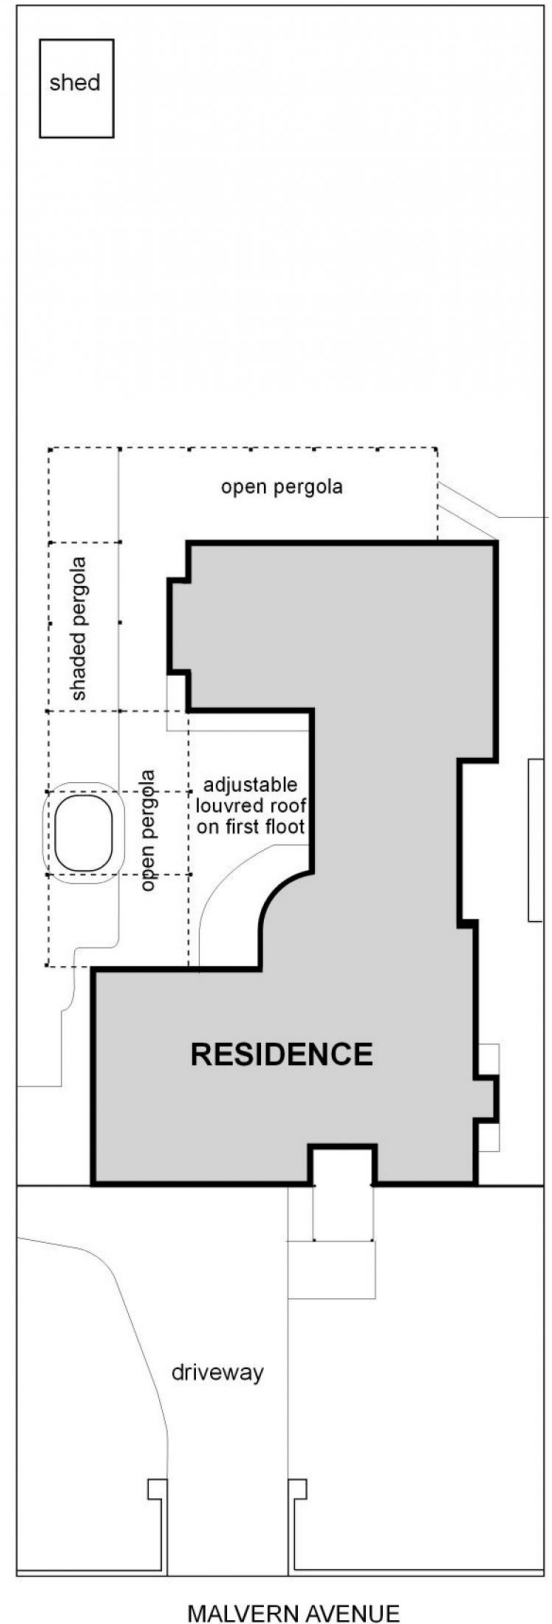 shed
open pergola
shaded pergola
open pergola
adjustable
louvred roof
on first floot
RESIDENCE
driveway
MALVERN AVENUE